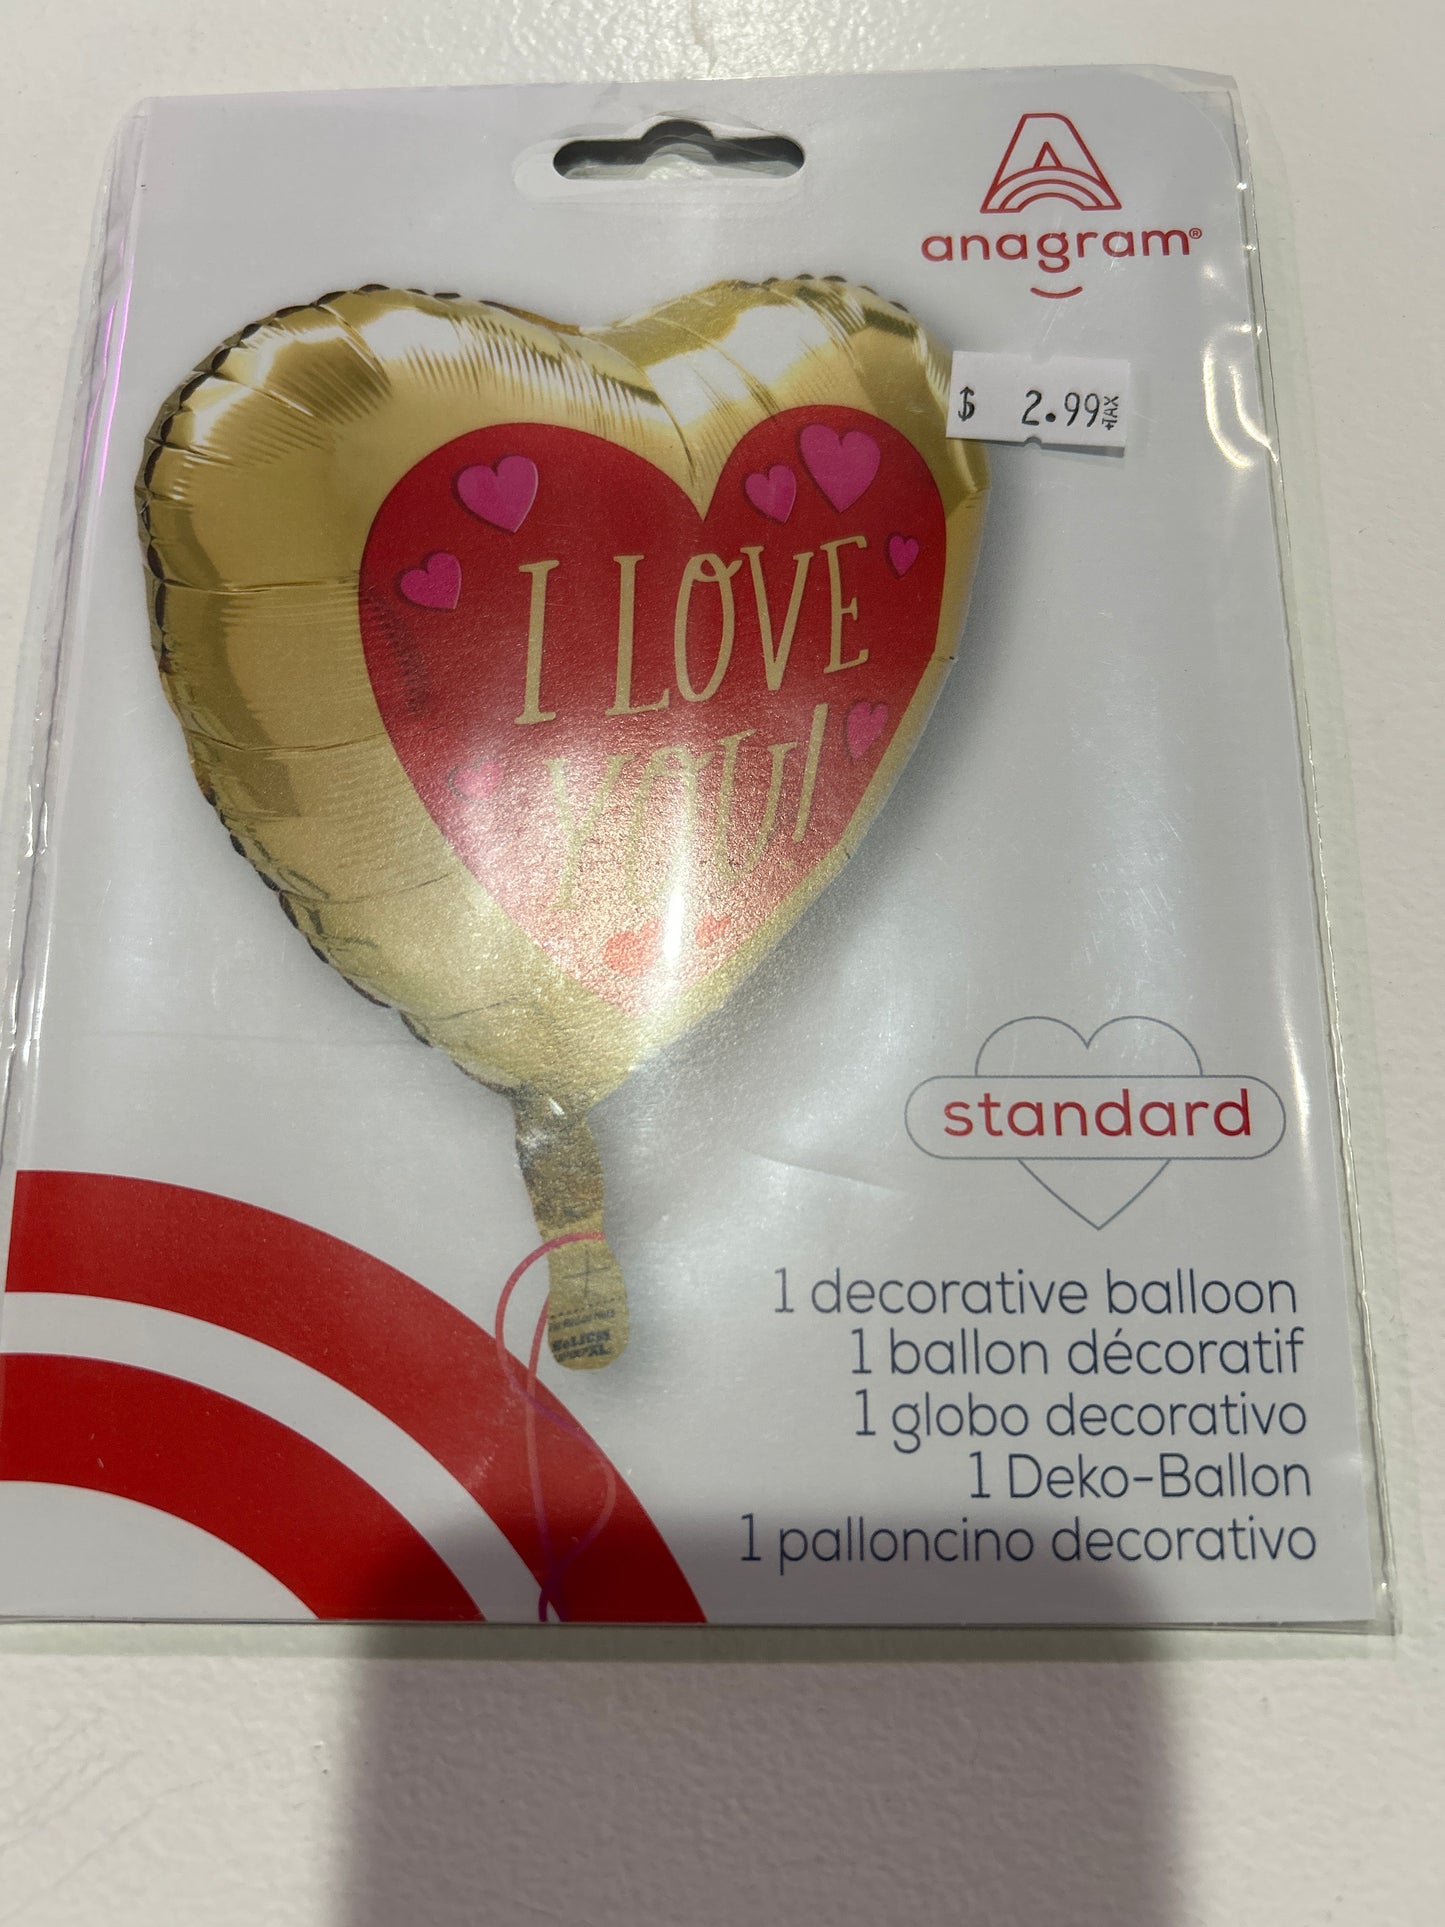 anagram®
$ 2.99 +TAX
I LOVE
YOU!
standard
1 decorative balloon
1 ballon décoratif
1 globo decorativo
1 Deko-Ballon
1 palloncino decorativo